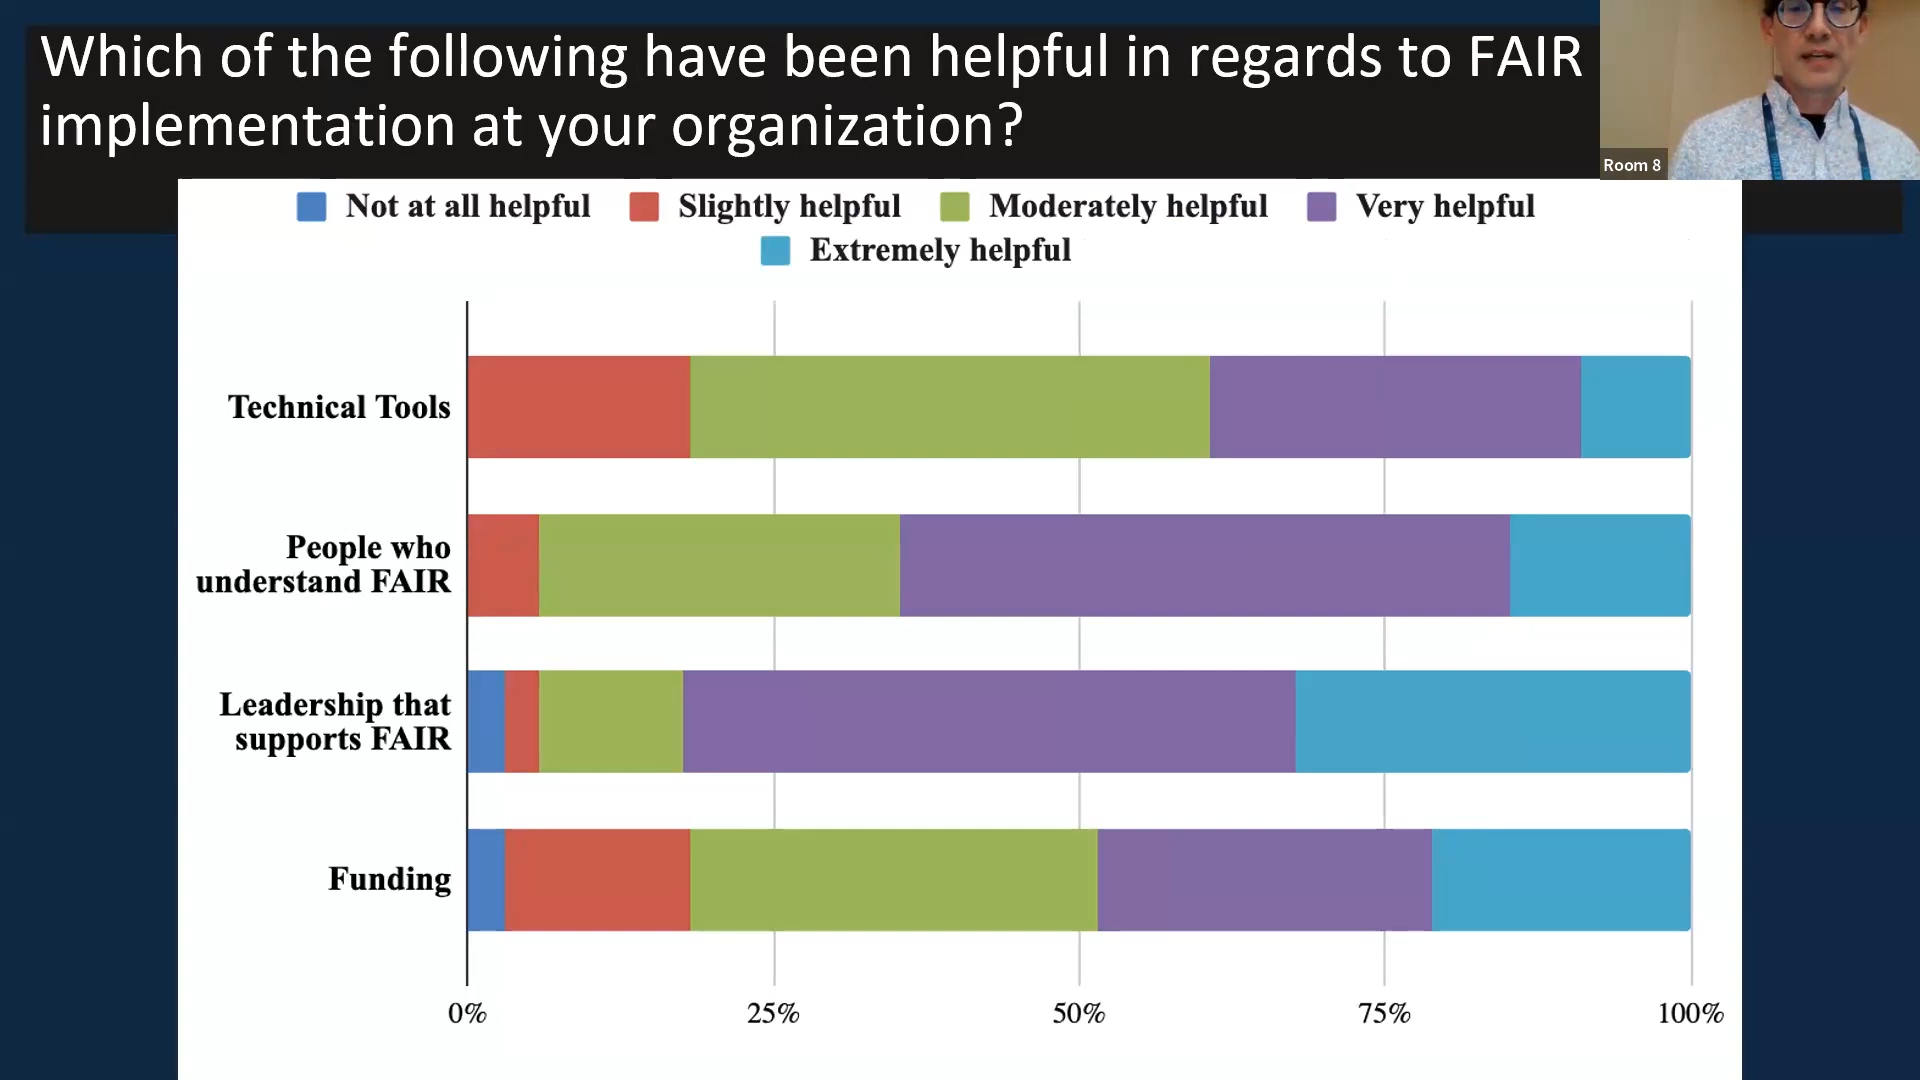 Which of the following have been helpful in regards to FAIR
implementation at your organization?
Room 8
Not at all helpful
Slightly helpful
Moderately helpful
Very helpful
Extremely helpful
Technical Tools
People who
understand FAIR
Leadership that
supports FAIR
Funding
0%
25%
50%
75%
100%